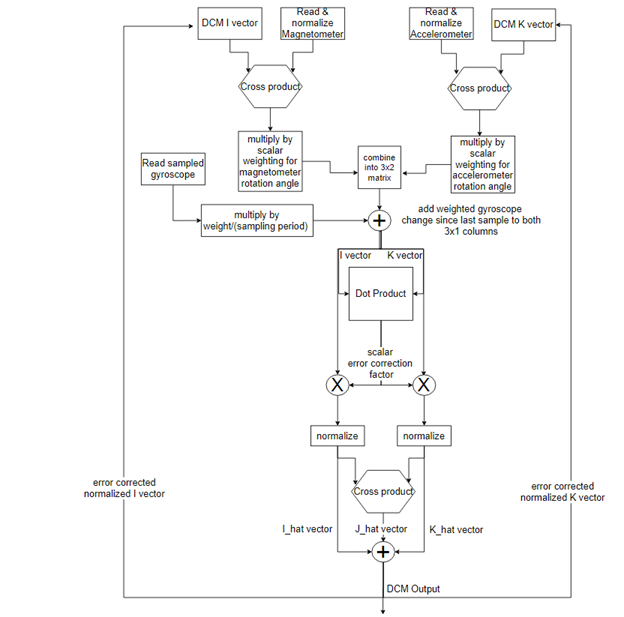 DCM I vector
Read &
normalize
Magnetometer
Read &
normalize
Accelerometer
DCM K vector
Cross product
Cross product
multiply by
scalar
weighting for
magnetometer
rotation angle
combine
into 3x2
matrix
multiply by
scalar
weighting for
accelerometer
rotation angle
Read sampled
gyroscope
multiply by
weight/(sampling period)
+
add weighted gyroscope
change since last sample to both
3x1 columns
I vector
K vector
Dot Product
scalar
error correction
factor
X
X
normalize
normalize
error corrected
normalized I vector
Cross product
error corrected
normalized K vector
I_hat vector
J_hat vector
K_hat vector
+
DCM Output